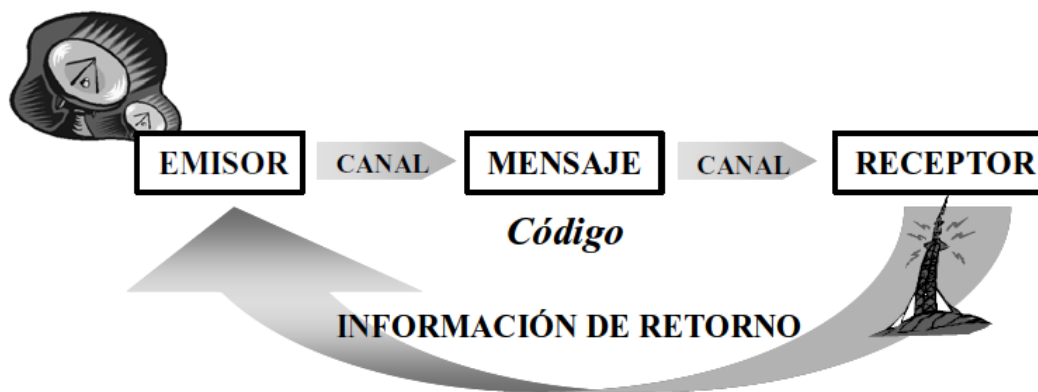 EMISOR CANAL MENSAJE CANAL RECEPTOR
Código
INFORMACIÓN DE RETORNO